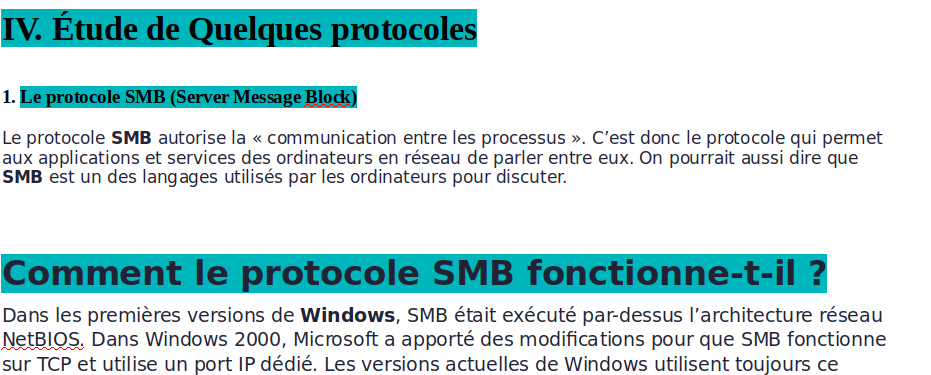 IV. Étude de Quelques protocoles
1. Le protocole SMB (Server Message Block)
Le protocole SMB autorise la « communication entre les processus ». C’est donc le protocole qui permet
aux applications et services des ordinateurs en réseau de parler entre eux. On pourrait aussi dire que
SMB est un des langages utilisés par les ordinateurs pour discuter.
Comment le protocole SMB fonctionne-t-il ?
Dans les premières versions de Windows, SMB était exécuté par-dessus l’architecture réseau
NetBIOS. Dans Windows 2000, Microsoft a apporté des modifications pour que SMB fonctionne
sur TCP et utilise un port IP dédié. Les versions actuelles de Windows utilisent toujours ce